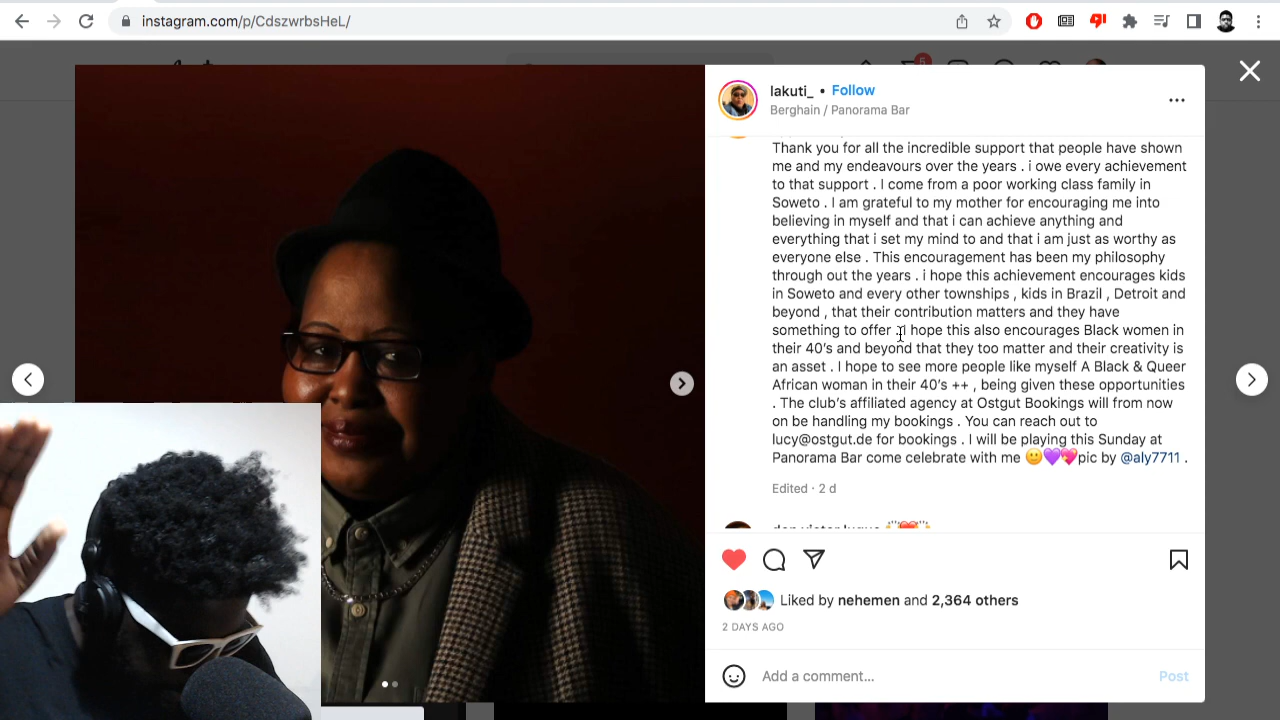 instagram.com/p/CdszwrbsHeL/
lakuti_ • Follow
Berghain / Panorama Bar
Thank you for all the incredible support that people have shown
me and my endeavours over the years . i owe every achievement
to that support . I come from a poor working class family in
Soweto . I am grateful to my mother for encouraging me into
believing in myself and that i can achieve anything and
everything that i set my mind to and that i am just as worthy as
everyone else . This encouragement has been my philosophy
through out the years . i hope this achievement encourages kids
in Soweto and every other townships , kids in Brazil , Detroit and
beyond , that their contribution matters and they have
something to offer . I hope this also encourages Black women in
their 40's and beyond that they too matter and their creativity is
an asset . I hope to see more people like myself A Black & Queer
African woman in their 40's ++ , being given these opportunities
. The club's affiliated agency at Ostgut Bookings will from now
on be handling my bookings . You can reach out to
lucy@ostgut.de for bookings . I will be playing this Sunday at
Panorama Bar come celebrate with me 🙂💜💖pic by @aly7711 .
Edited · 2 d
Liked by nehemen and 2,364 others
2 DAYS AGO
Add a comment...
Post